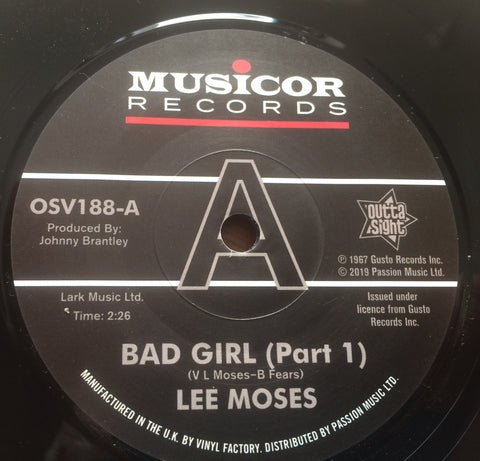 MUSICOR
RECORDS
A
OSV188-A
Produced By:
Johnny Brantley
outta
sight
℗ 1967 Gusto Records Inc.
© 2019 Passion Music Ltd.
Lark Music Ltd.
Time: 2:26
Issued under
licence from Gusto
Records Inc.
BAD GIRL (Part 1)
(V L Moses-B Fears)
LEE MOSES
MANUFACTURED IN THE U.K. BY VINYL FACTORY. DISTRIBUTED BY PASSION MUSIC LTD.